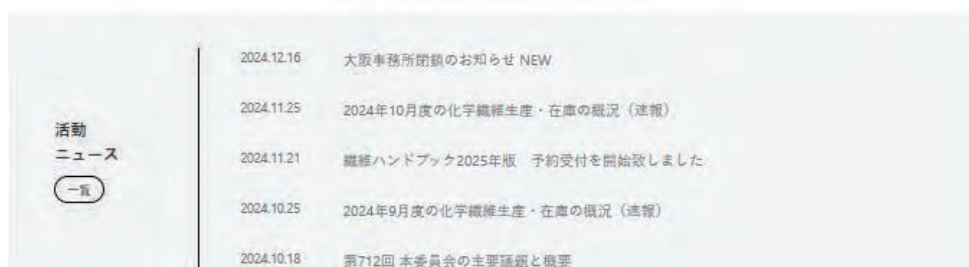 活動
ニュース
一覧
2024.12.16 大阪事務所閉鎖のお知らせ NEW
2024.11.25 2024年10月度の化学繊維生産・在庫の概況（速報）
2024.11.21 繊維ハンドブック2025年版　予約受付を開始致しました
2024.10.25 2024年9月度の化学繊維生産・在庫の概況（速報）
2024.10.18 第712回 本委員会の主要議題と概要